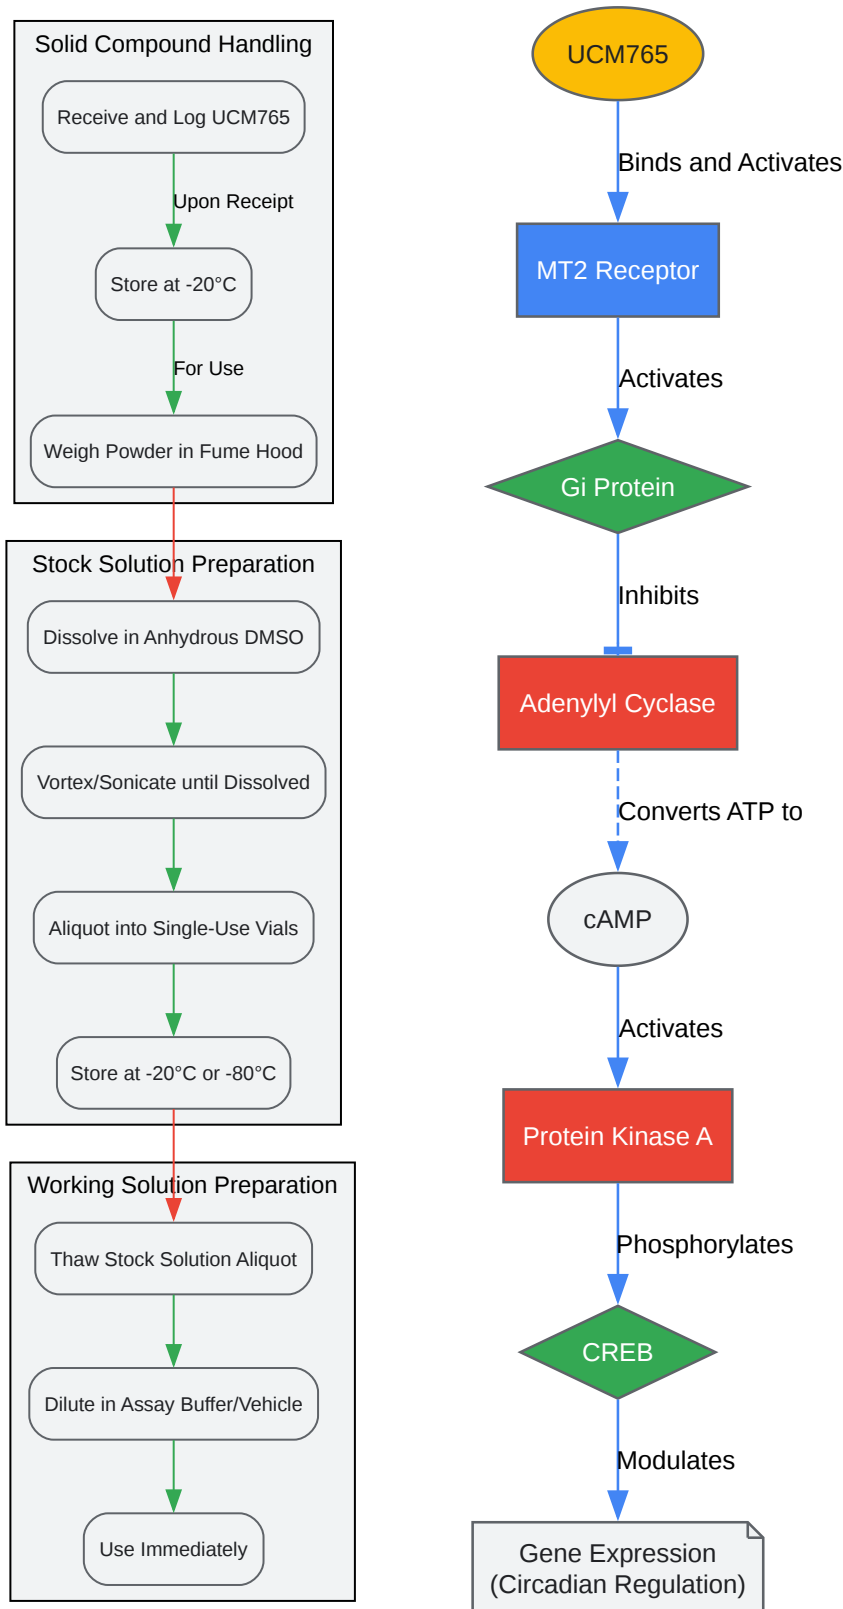 Solid Compound Handling
Receive and Log UCM765
Upon Receipt
Store at -20°C
For Use
Weigh Powder in Fume Hood
Stock Solution Preparation
Dissolve in Anhydrous DMSO
Vortex/Sonicate until Dissolved
Aliquot into Single-Use Vials
Store at -20°C or -80°C
Working Solution Preparation
Thaw Stock Solution Aliquot
Dilute in Assay Buffer/Vehicle
Use Immediately
UCM765
Binds and Activates
MT2 Receptor
Activates
Gi Protein
Inhibits
Adenylyl Cyclase
Converts ATP to
cAMP
Activates
Protein Kinase A
Phosphorylates
CREB
Modulates
Gene Expression
(Circadian Regulation)